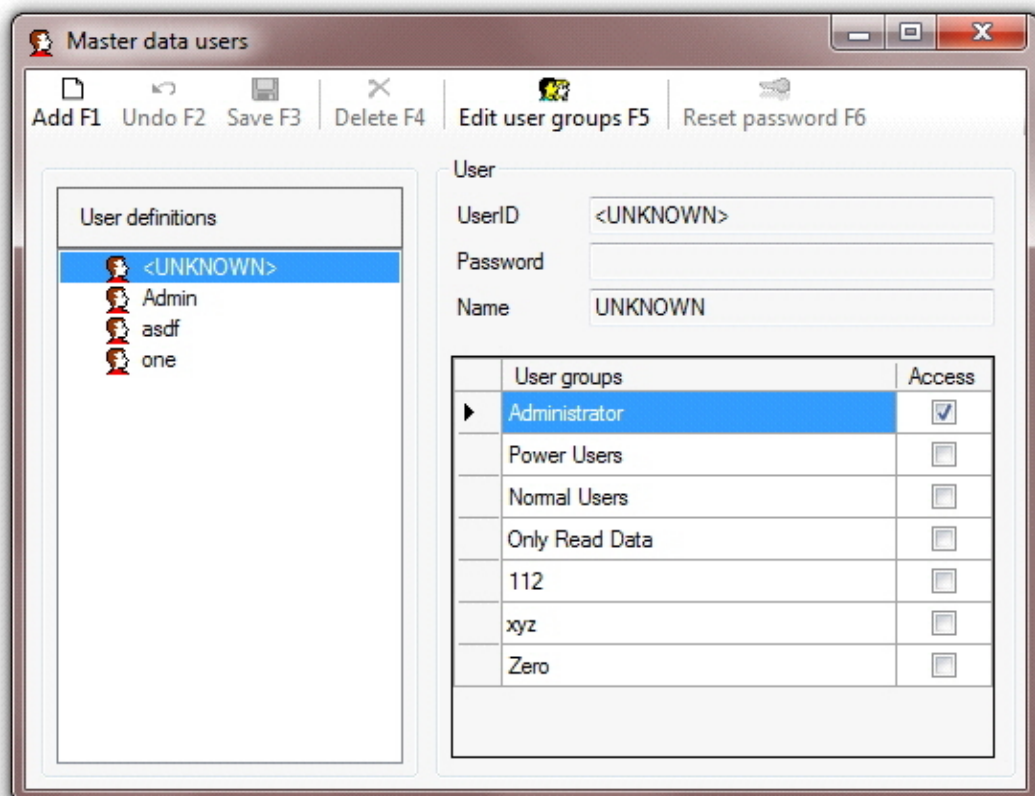 Master data users
Add F1 Undo F2 Save F3 Delete F4 Edit user groups F5 Reset password F6
User definitions
<UNKNOWN>
Admin
asdf
one
User
UserID <UNKNOWN>
Password
Name UNKNOWN
User groups Access
Administrator
Power Users
Normal Users
Only Read Data
112
xyz
Zero